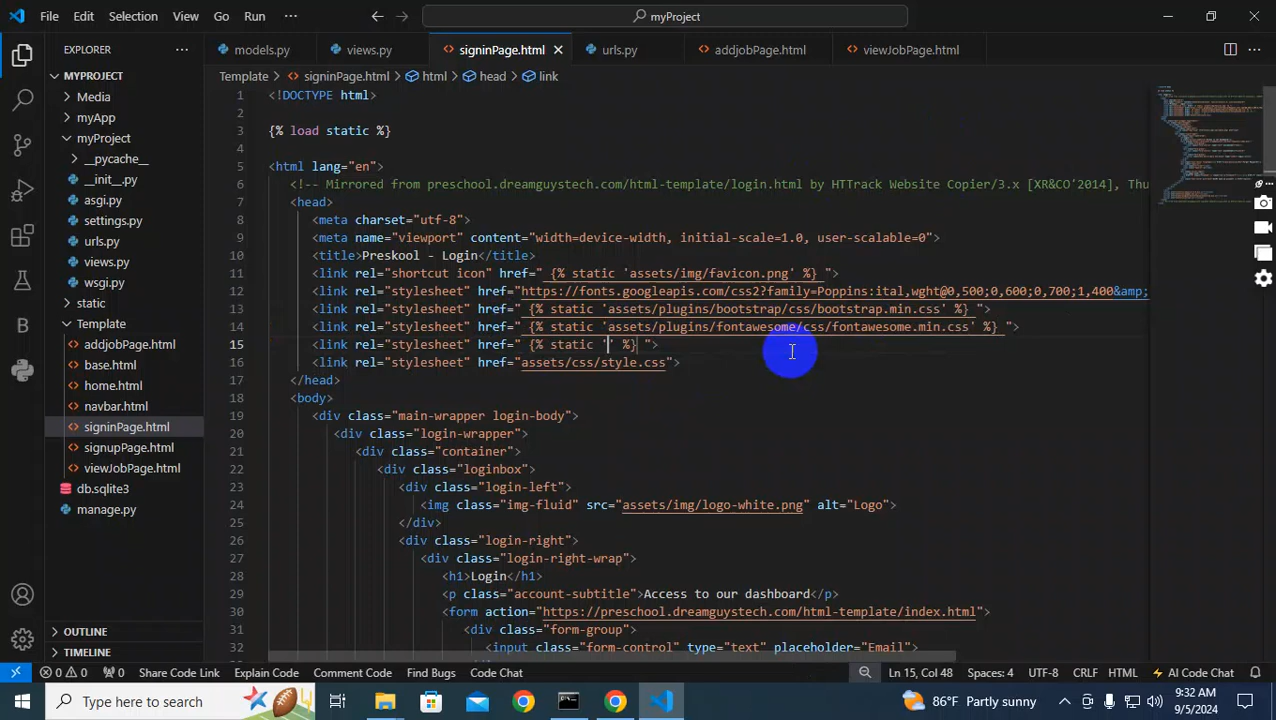 File Edit Selection View Go Run ··· myProject
EXPLORER ···
models.py views.py signinPage.html urls.py addjobPage.html viewJobPage.html
MYPROJECT
Template > signinPage.html > html > head > link
Media
myApp
myProject
__pycache__
__init__.py
asgi.py
settings.py
urls.py
views.py
wsgi.py
static
Template
addjobPage.html
base.html
home.html
navbar.html
signinPage.html
signupPage.html
viewJobPage.html
db.sqlite3
manage.py
OUTLINE
TIMELINE
1 <!DOCTYPE html>
2
3 {% load static %}
4
5 <html lang="en">
6 <!-- Mirrored from preschool.dreamguystech.com/html-template/login.html by HTTrack Website Copier/3.x [XR&CO'2014], Thu
7 <head>
8 <meta charset="utf-8">
9 <meta name="viewport" content="width=device-width, initial-scale=1.0, user-scalable=0">
10 <title>Preskool - Login</title>
11 <link rel="shortcut icon" href=" {% static 'assets/img/favicon.png' %} ">
12 <link rel="stylesheet" href="https://fonts.googleapis.com/css2?family=Poppins:ital,wght@0,500;0,600;0,700;1,400&amp;
13 <link rel="stylesheet" href=" {% static 'assets/plugins/bootstrap/css/bootstrap.min.css' %} ">
14 <link rel="stylesheet" href=" {% static 'assets/plugins/fontawesome/css/fontawesome.min.css' %} ">
15 <link rel="stylesheet" href=" {% static '' %} ">
16 <link rel="stylesheet" href="assets/css/style.css">
17 </head>
18 <body>
19 <div class="main-wrapper login-body">
20 <div class="login-wrapper">
21 <div class="container">
22 <div class="loginbox">
23 <div class="login-left">
24 <img class="img-fluid" src="assets/img/logo-white.png" alt="Logo">
25 </div>
26 <div class="login-right">
27 <div class="login-right-wrap">
28 <h1>Login</h1>
29 <p class="account-subtitle">Access to our dashboard</p>
30 <form action="https://preschool.dreamguystech.com/html-template/index.html">
31 <div class="form-group">
32 <input class="form-control" type="text" placeholder="Email">
0 0 0 Share Code Link Explain Code Comment Code Find Bugs Code Chat Ln 15, Col 48 Spaces: 4 UTF-8 CRLF HTML AI Code Chat
Type here to search 86°F Partly sunny 9:32 AM
9/5/2024